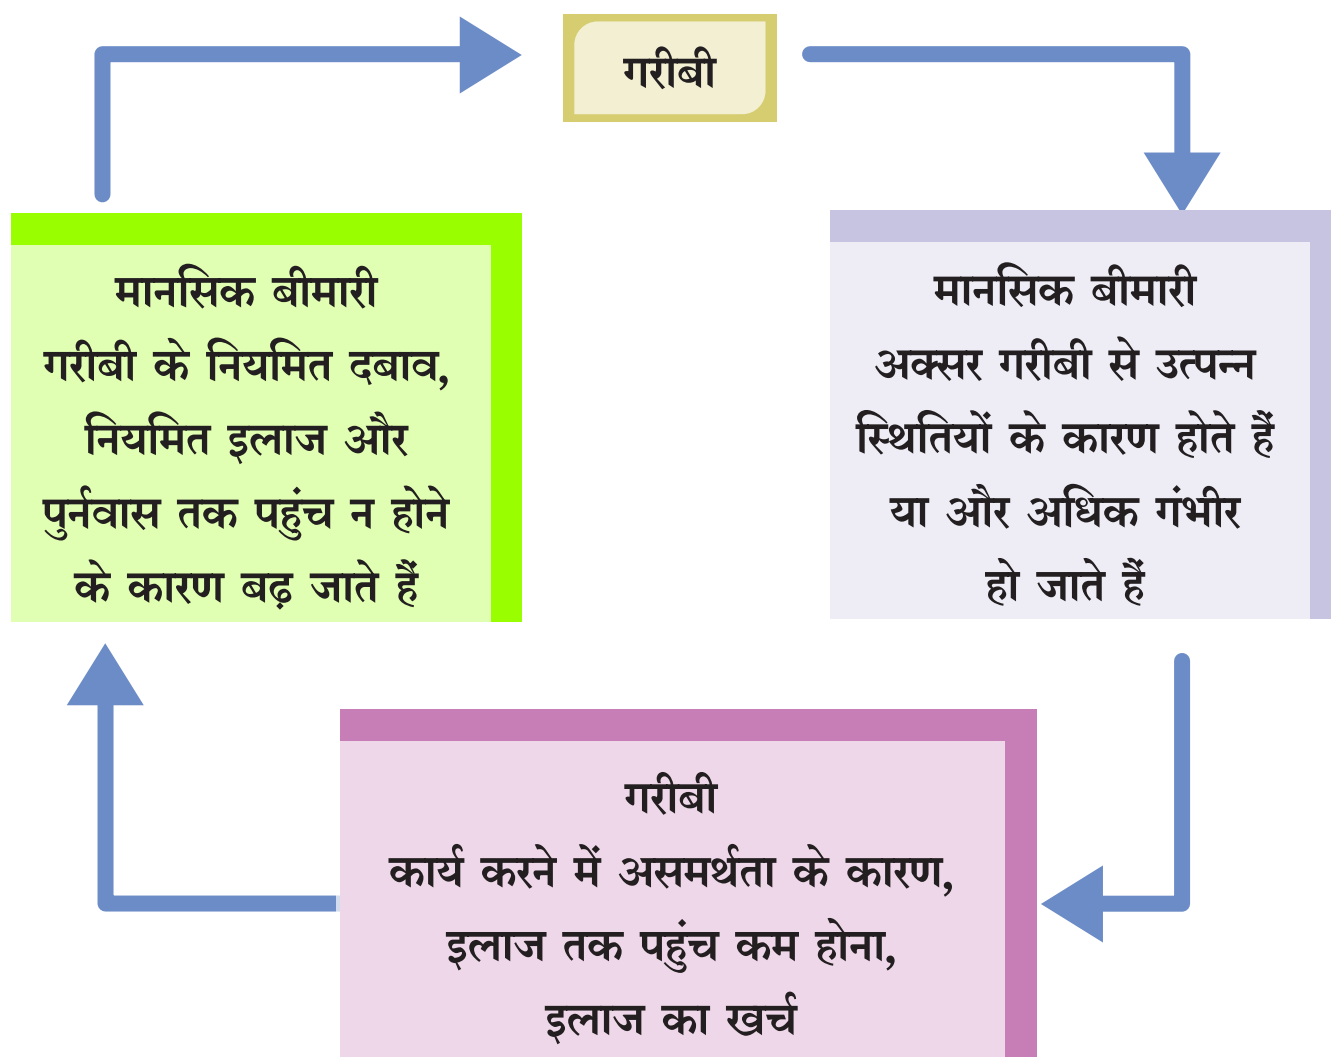 गरीबी
मानसिक बीमारी
अक्सर गरीबी से उत्पन्न
स्थितियों के कारण होते हैं
या और अधिक गंभीर
हो जाते हैं
गरीबी
कार्य करने में असमर्थता के कारण,
इलाज तक पहुंच कम होना,
इलाज का खर्च
मानसिक बीमारी
गरीबी के नियमित दबाव,
नियमित इलाज और
पुर्नवास तक पहुंच न होने
के कारण बढ़ जाते हैं